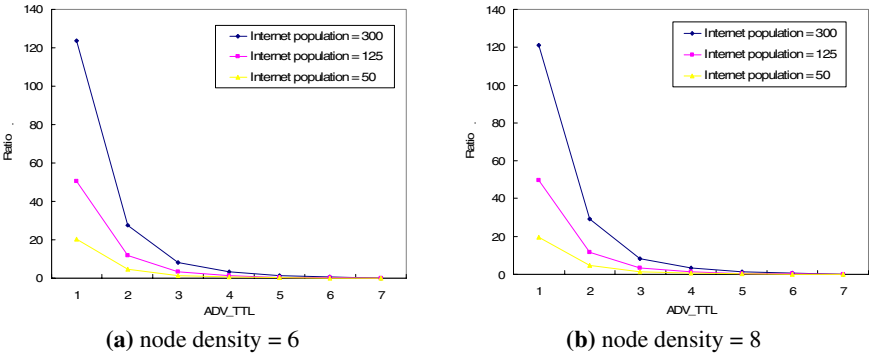 140
120
100
80
60
40
20
0
Ratio .
Internet population = 300
Internet population = 125
Internet population = 50
1 2 3 4 5 6 7
ADV_TTL
(a) node density = 6
140
120
100
80
60
40
20
0
Ratio .
Internet population = 300
Internet population = 125
Internet population = 50
1 2 3 4 5 6 7
ADV_TTL
(b) node density = 8